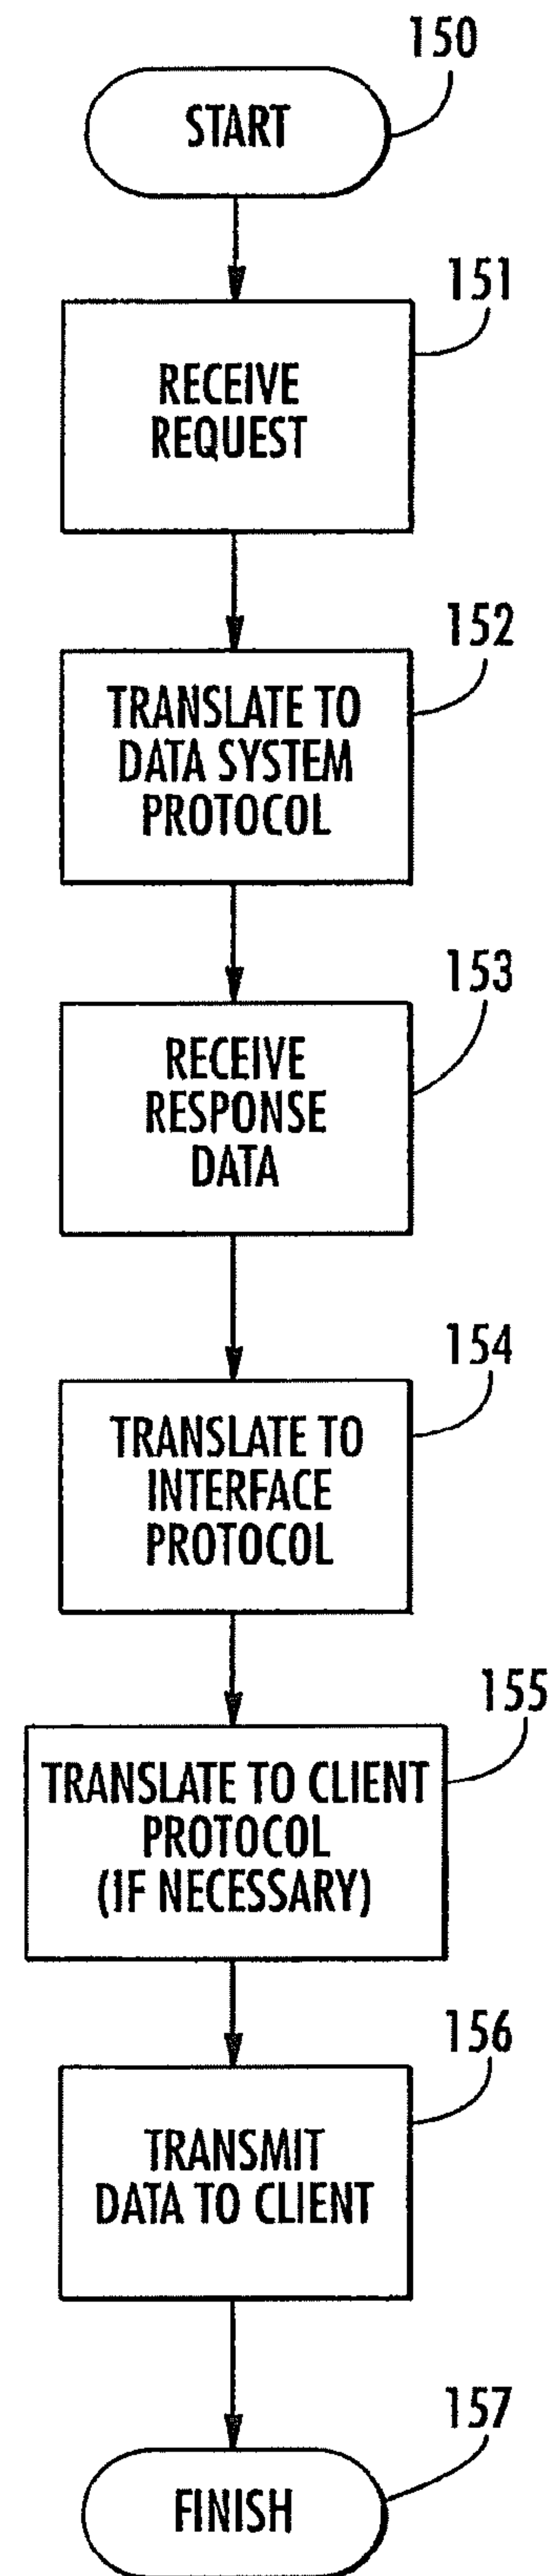 150
START
151
RECEIVE
REQUEST
152
TRANSLATE TO
DATA SYSTEM
PROTOCOL
153
RECEIVE
RESPONSE
DATA
154
TRANSLATE TO
INTERFACE
PROTOCOL
155
TRANSLATE TO CLIENT
PROTOCOL
(IF NECESSARY)
156
TRANSMIT
DATA TO CLIENT
157
FINISH